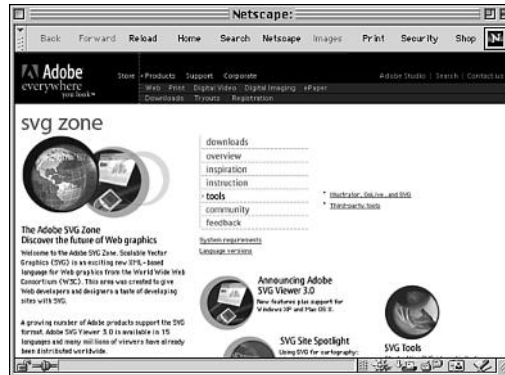 Netscape:
Back Forward Reload Home Search Netscape Images Print Security Shop N
Adobe
everywhere
you look™
Store Products Support Corporate
Adobe Studio | Search | Contact us
Web Print Digital Video Digital Imaging ePaper
Downloads Tryouts Registration
svg zone
downloads
overview
inspiration
instruction
tools
community
feedback
Illustrator, GoLive, and SVG
Third-party tools
System requirements
Language versions
The Adobe SVG Zone
Discover the future of Web graphics
Welcome to the Adobe SVG Zone. Scalable Vector
Graphics (SVG) is an exciting new XML-based
language for Web graphics from the World Wide Web
Consortium (W3C). This area was created to give
Web developers and designers a taste of developing
sites with SVG.
A growing number of Adobe products support the SVG
format. Adobe SVG Viewer 3.0 is available in 15
languages and many millions of viewers have already
been distributed worldwide.
Announcing Adobe
SVG Viewer 3.0
New features plus support for
Windows XP and Mac OS X.
SVG Site Spotlight
Using SVG for cartography:
SVG Tools